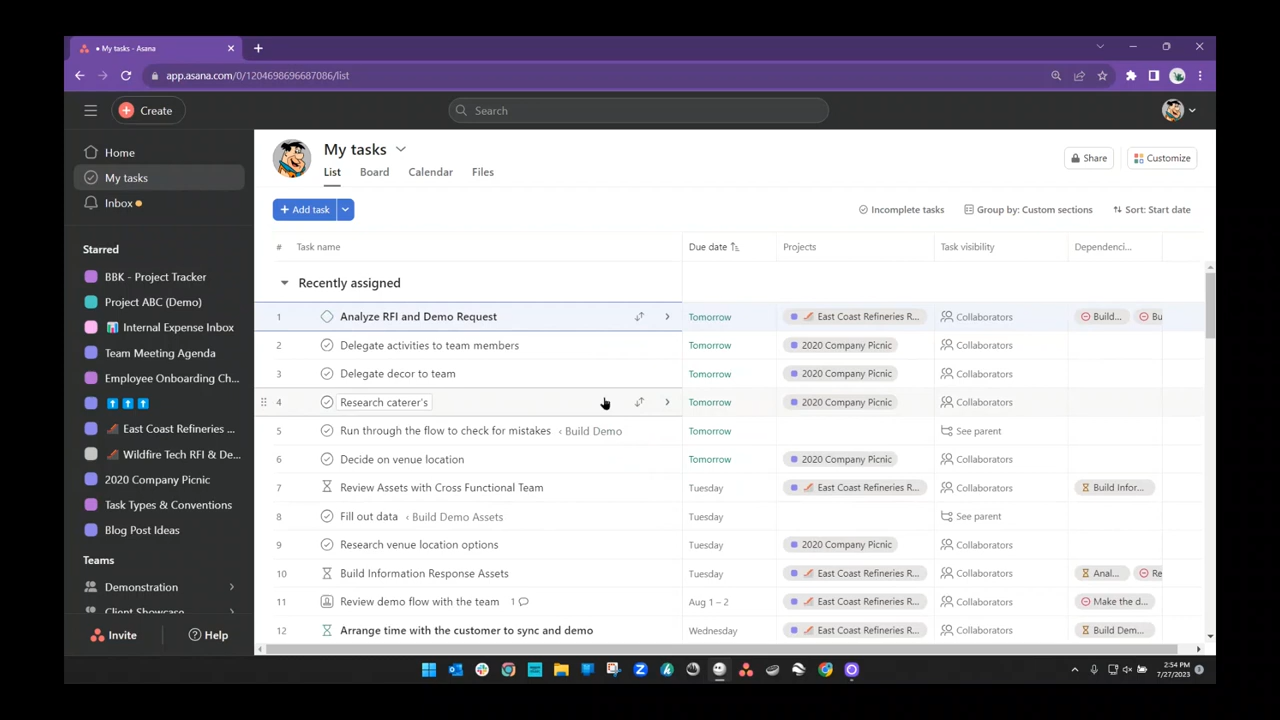 • My tasks - Asana
app.asana.com/0/1204698696687086/list
Create
Search
Home
My tasks
Inbox
Starred
BBK - Project Tracker
Project ABC (Demo)
Internal Expense Inbox
Team Meeting Agenda
Employee Onboarding Ch...
East Coast Refineries ...
Wildfire Tech RFI & De...
2020 Company Picnic
Task Types & Conventions
Blog Post Ideas
Teams
Demonstration
Client Showcase
Invite
Help
My tasks
List Board Calendar Files
Share
Customize
+ Add task
Incomplete tasks
Group by: Custom sections
Sort: Start date
# Task name Due date Projects Task visibility Dependenci...
Recently assigned
1 Analyze RFI and Demo Request Tomorrow East Coast Refineries R... Collaborators Build... Bu
2 Delegate activities to team members Tomorrow 2020 Company Picnic Collaborators
3 Delegate decor to team Tomorrow 2020 Company Picnic Collaborators
4 Research caterer's Tomorrow 2020 Company Picnic Collaborators
5 Run through the flow to check for mistakes ‹ Build Demo Tomorrow See parent
6 Decide on venue location Tomorrow 2020 Company Picnic Collaborators
7 Review Assets with Cross Functional Team Tuesday East Coast Refineries R... Collaborators Build Infor...
8 Fill out data ‹ Build Demo Assets Tuesday See parent
9 Research venue location options Tuesday 2020 Company Picnic Collaborators
10 Build Information Response Assets Tuesday East Coast Refineries R... Collaborators Anal... Re
11 Review demo flow with the team 1 Aug 1 – 2 East Coast Refineries R... Collaborators Make the d...
12 Arrange time with the customer to sync and demo Wednesday East Coast Refineries R... Collaborators Build Dem...
2:54 PM
7/27/2023